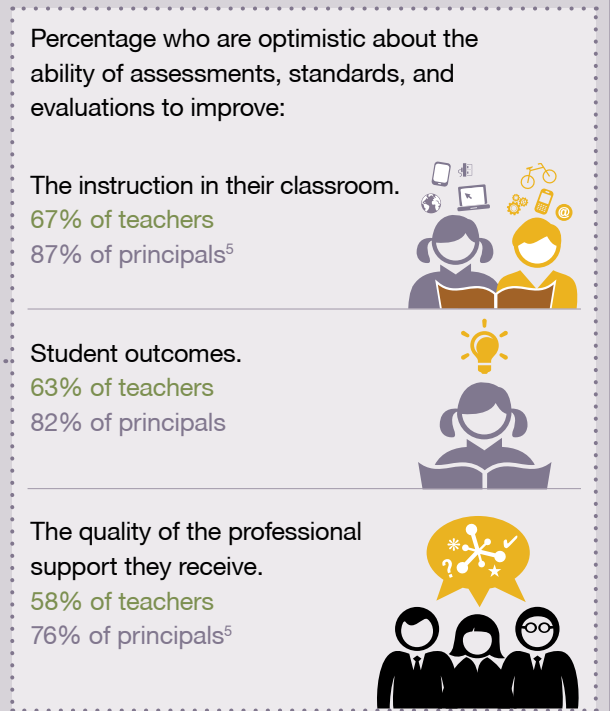 Percentage who are optimistic about the
ability of assessments, standards, and
evaluations to improve:
The instruction in their classroom.
67% of teachers
87% of principals⁵
Student outcomes.
63% of teachers
82% of principals
The quality of the professional
support they receive.
58% of teachers
76% of principals⁵